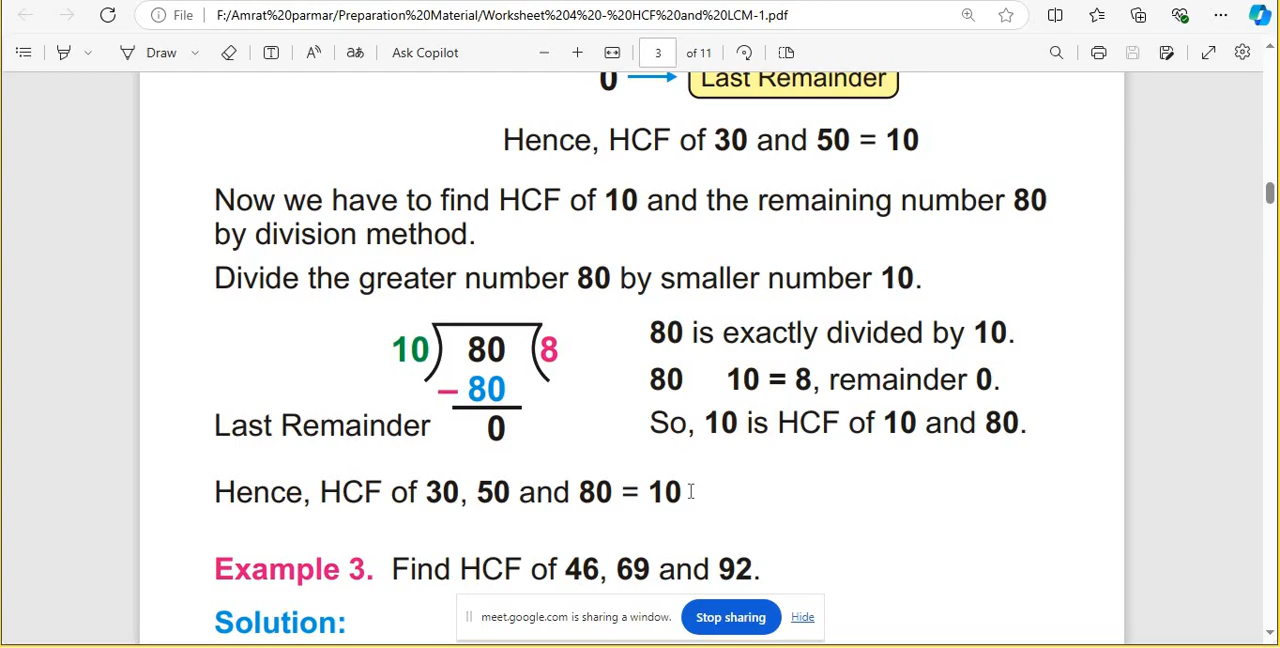 File F:/Amrat%20parmar/Preparation%20Material/Worksheet%204%20-%20HCF%20and%20LCM-1.pdf
Draw aあ Ask Copilot 3 of 11
0 Last Remainder
Hence, HCF of 30 and 50 = 10
Now we have to find HCF of 10 and the remaining number 80
by division method.
Divide the greater number 80 by smaller number 10.
10 80 8
80 is exactly divided by 10.
– 80
80 10 = 8, remainder 0.
Last Remainder 0
So, 10 is HCF of 10 and 80.
Hence, HCF of 30, 50 and 80 = 10
Example 3. Find HCF of 46, 69 and 92.
meet.google.com is sharing a window. Stop sharing Hide
Solution: